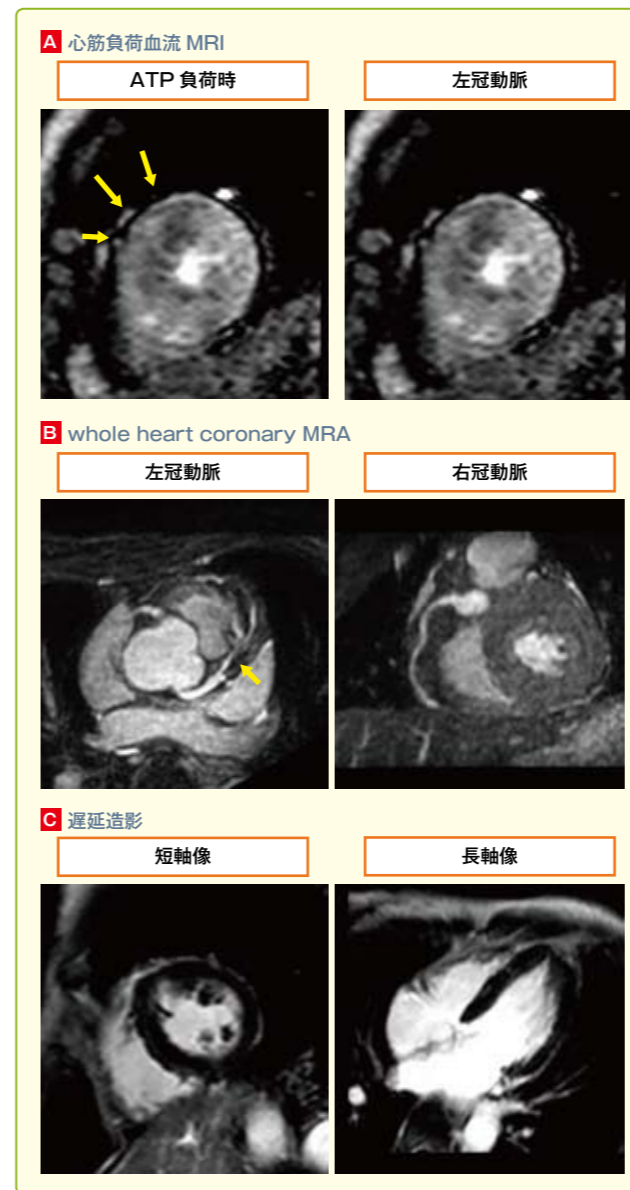 A 心筋負荷血流 MRI
ATP 負荷時
左冠動脈
B whole heart coronary MRA
左冠動脈
右冠動脈
C 遅延造影
短軸像
長軸像